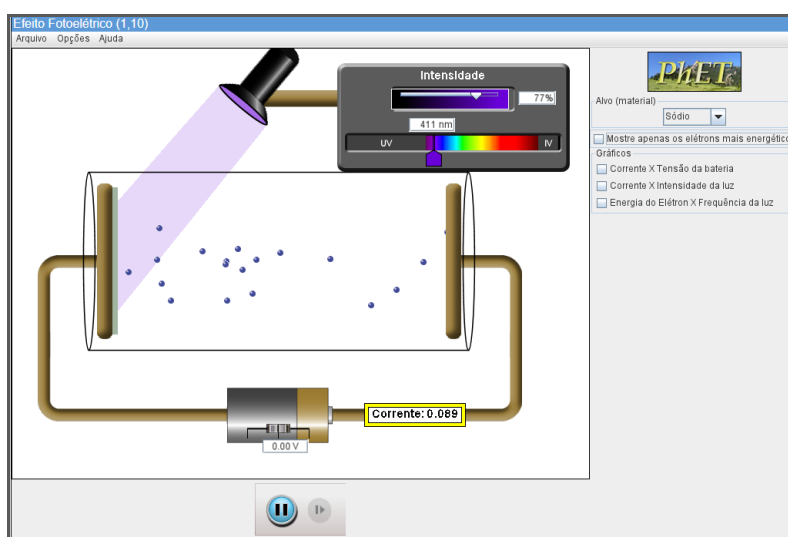 Efeito Fotoelétrico (1,10)
Arquivo Opções Ajuda
Intensidade
77%
411 nm
UV
IV
PhET
Alvo (material)
Sódio
Mostre apenas os elétrons mais energético
Gráficos
Corrente X Tensão da bateria
Corrente X Intensidade da luz
Energia do Elétron X Frequência da luz
Corrente: 0.089
0.00 V